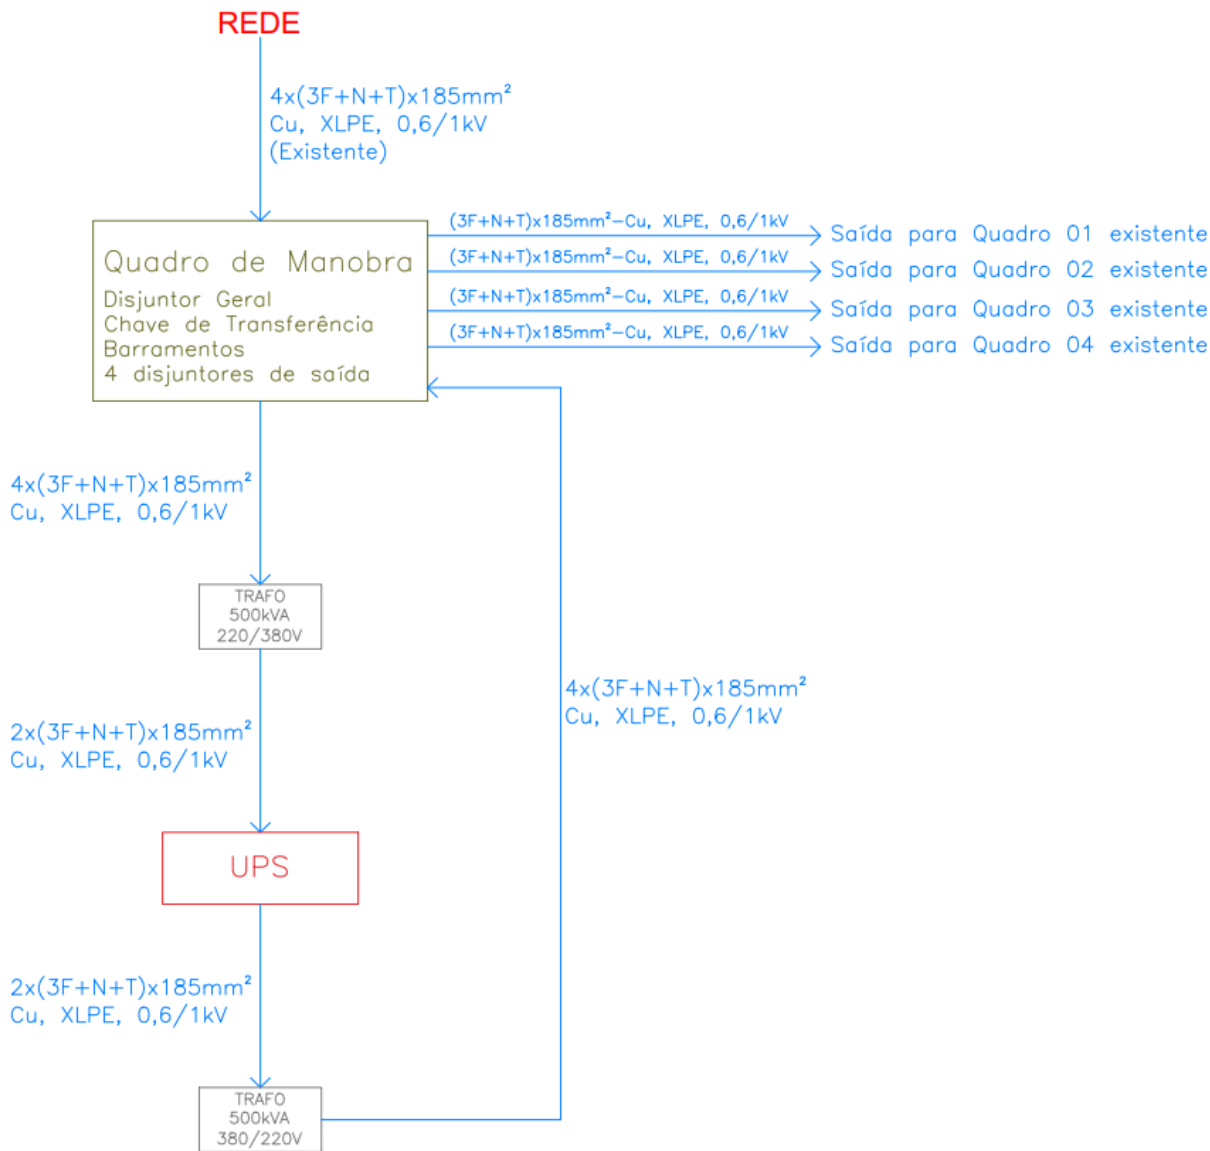 REDE
4x(3F+N+T)x185mm²
Cu, XLPE, 0,6/1kV
(Existente)
Quadro de Manobra
Disjuntor Geral
Chave de Transferência
Barramentos
4 disjuntores de saída
(3F+N+T)x185mm²-Cu, XLPE, 0,6/1kV
Saída para Quadro 01 existente
(3F+N+T)x185mm²-Cu, XLPE, 0,6/1kV
Saída para Quadro 02 existente
(3F+N+T)x185mm²-Cu, XLPE, 0,6/1kV
Saída para Quadro 03 existente
(3F+N+T)x185mm²-Cu, XLPE, 0,6/1kV
Saída para Quadro 04 existente
4x(3F+N+T)x185mm²
Cu, XLPE, 0,6/1kV
TRAFO
500kVA
220/380V
4x(3F+N+T)x185mm²
Cu, XLPE, 0,6/1kV
2x(3F+N+T)x185mm²
Cu, XLPE, 0,6/1kV
UPS
2x(3F+N+T)x185mm²
Cu, XLPE, 0,6/1kV
TRAFO
500kVA
380/220V